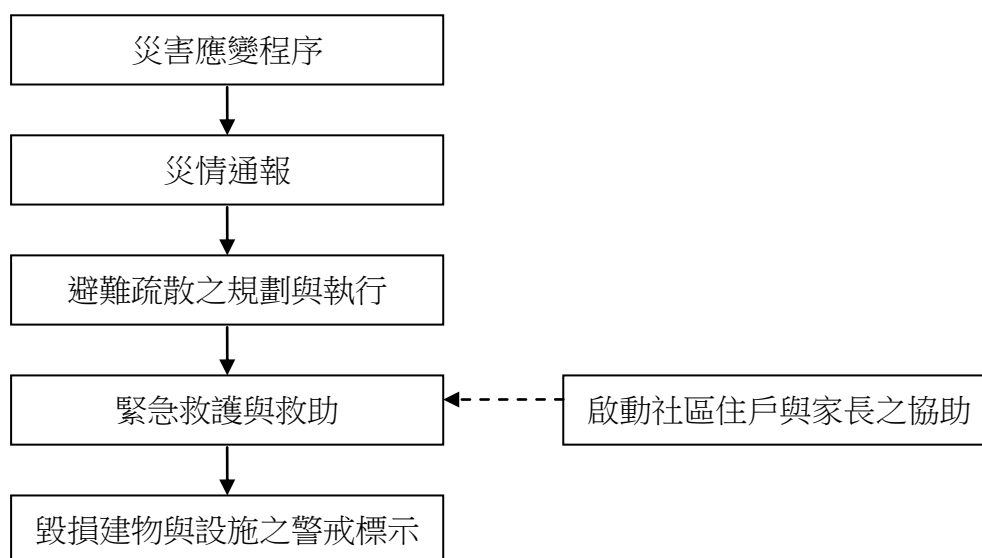 災害應變程序
災情通報
避難疏散之規劃與執行
緊急救護與救助
啟動社區住戶與家長之協助
毀損建物與設施之警戒標示